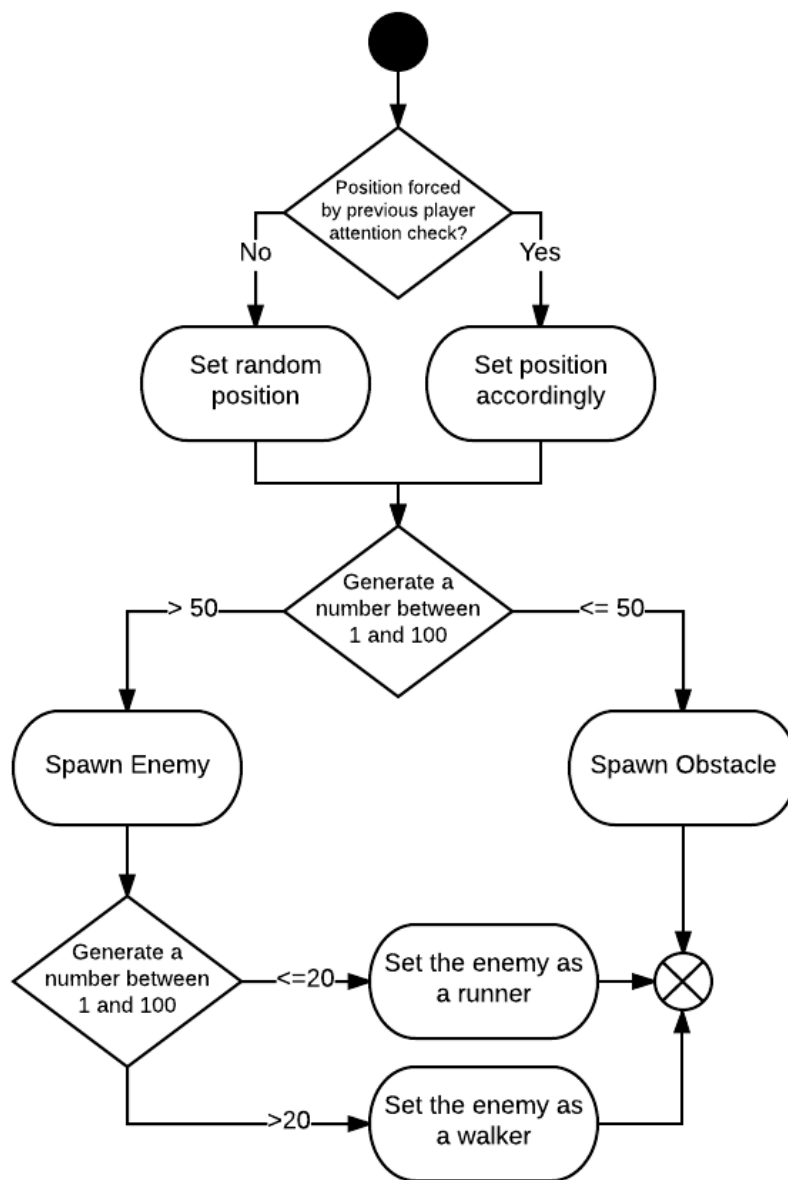 Position forced
by previous player
attention check?
No
Yes
Set random
position
Set position
accordingly
Generate a
number between
1 and 100
> 50
<= 50
Spawn Enemy
Spawn Obstacle
Generate a
number between
1 and 100
<=20
Set the enemy as
a runner
>20
Set the enemy as
a walker